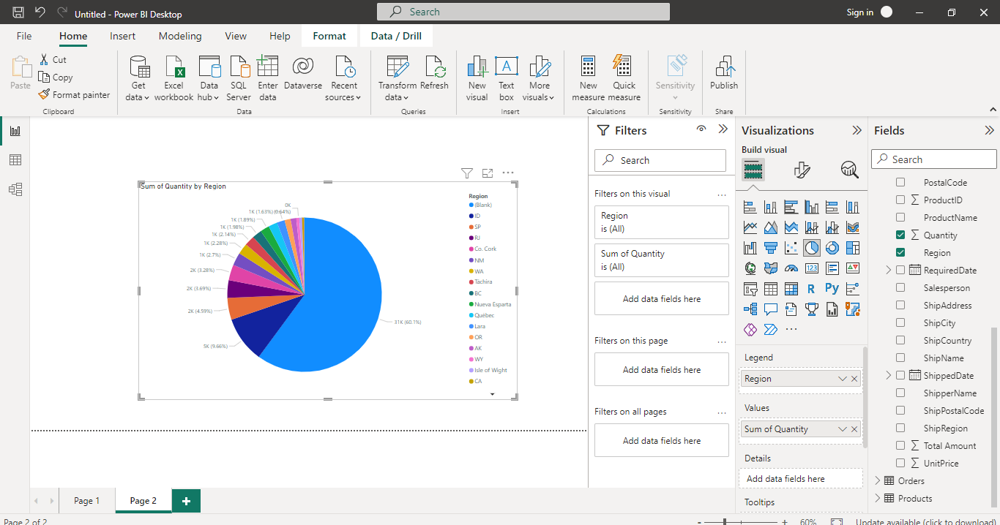 Untitled - Power BI Desktop
Search
Sign in
File Home Insert Modeling View Help Format Data / Drill
Paste
Cut
Copy
Format painter
Clipboard
Get data
Excel workbook
Data hub
SQL Server
Enter data
Dataverse
Recent sources
Data
Transform data
Refresh
Queries
New visual
Text box
More visuals
Insert
New measure
Quick measure
Calculations
Sensitivity
Sensitivity
Publish
Share
Sum of Quantity by Region
0K
1K (1.63%)
(0.64%)
1K (1.89%)
1K (1.98%)
1K (2.14%)
1K (2.28%)
1K (2.7%)
2K (3.28%)
2K (3.69%)
2K (4.59%)
5K (9.66%)
31K (60.1%)
Region
(Blank)
ID
SP
RJ
Co. Cork
NM
WA
Táchira
BC
Nueva Esparta
Québec
Lara
OR
AK
WY
Isle of Wight
CA
Filters
Search
Filters on this visual ...
Region
is (All)
Sum of Quantity
is (All)
Add data fields here
Filters on this page ...
Add data fields here
Filters on all pages ...
Add data fields here
Visualizations
Build visual
123
R
Py
...
Legend
Region
Values
Sum of Quantity
Details
Add data fields here
Tooltips
Fields
Search
PostalCode
ProductID
ProductName
Quantity
Region
RequiredDate
Salesperson
ShipAddress
ShipCity
ShipCountry
ShipName
ShippedDate
ShipperName
ShipPostalCode
ShipRegion
Total Amount
UnitPrice
Orders
Products
Page 1
Page 2
Page 2 of 2
- + 60%
Update available (click to download)